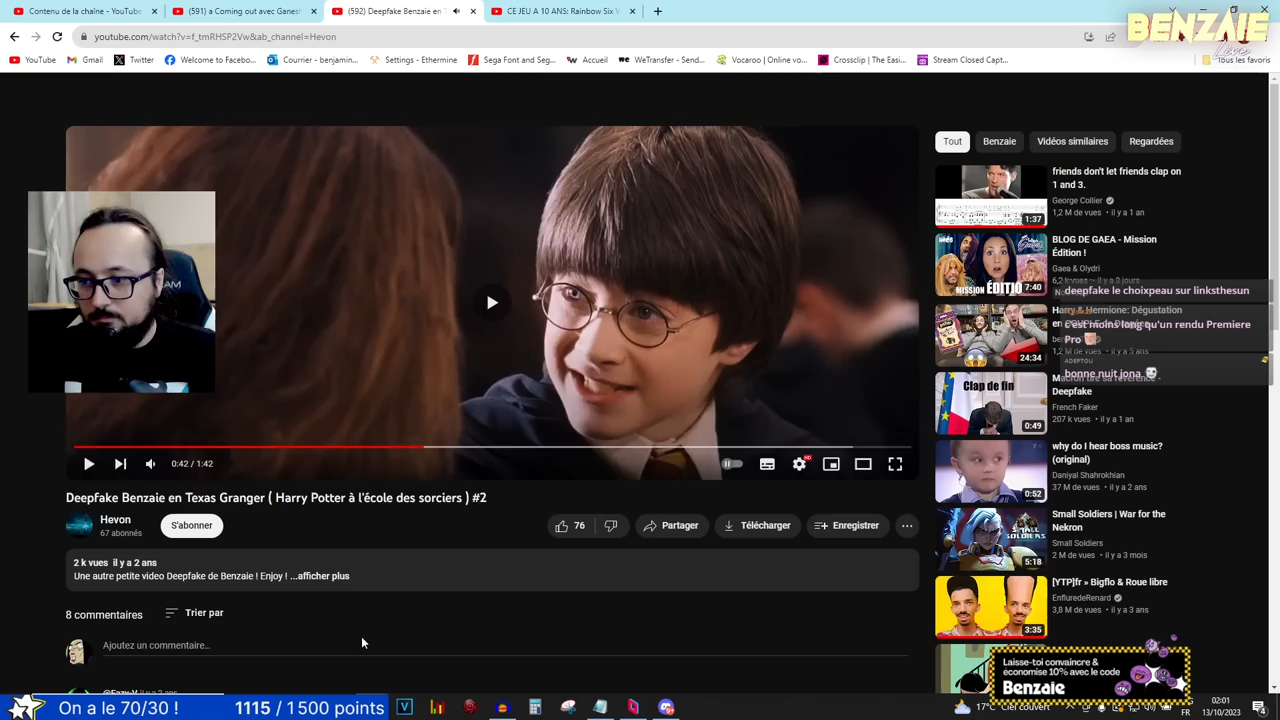 Contenu de la chaîne - YouTube
(591) a Coming out avec Ganesh
(592) Deepfake Benzaie en T
CE JEU A 10 ANS: Rainbow Six V
BENZAIE
Live
youtube.com/watch?v=f_tmRHSP2Vw&ab_channel=Hevon
YouTube
Gmail
Twitter
Welcome to Facebo...
Courrier - benjamin...
Settings - Ethermine
Sega Font and Seg...
Accueil
WeTransfer - Send...
Vocaroo | Online vo...
Crossclip | The Easi...
Stream Closed Capt...
Tous les favoris
Tout
Benzaie
Vidéos similaires
Regardées
friends don't let friends clap on
1 and 3.
George Collier
1,2 M de vues • il y a 1 an
1:37
BLOG DE GAEA - Mission
Édition !
Gaea & Olydri
MISSION ÉDITION
7:40
deepfake le choixpeau sur linksthesun
Harry & Hermione: Dégustation
c'est moins long qu'un rendu Premiere
Pro
24:34
ADEPTOU
bonne nuit jona
Deepfake
French Faker
207 k vues • il y a 1 an
Clap de fin
0:49
why do I hear boss music?
(original)
Daniyal Shahrokhian
37 M de vues • il y a 2 ans
0:52
Small Soldiers | War for the
Nekron
Small Soldiers
2 M de vues • il y a 3 mois
5:18
[YTP]fr » Bigflo & Roue libre
EnfluredeRenard
3,8 M de vues • il y a 3 ans
3:35
0:42 / 1:42
HD
Deepfake Benzaie en Texas Granger ( Harry Potter à l'école des sorciers ) #2
Hevon
67 abonnés
S'abonner
76
Partager
Télécharger
Enregistrer
2 k vues il y a 2 ans
Une autre petite video Deepfake de Benzaie ! Enjoy ! ...afficher plus
8 commentaires
Trier par
Ajoutez un commentaire...
Laisse-toi convaincre &
économise 10% avec le code
Benzaie
On a le 70/30 !
1115 / 1 500 points
17°C Ciel couvert
FR
02:01
13/10/2023
4